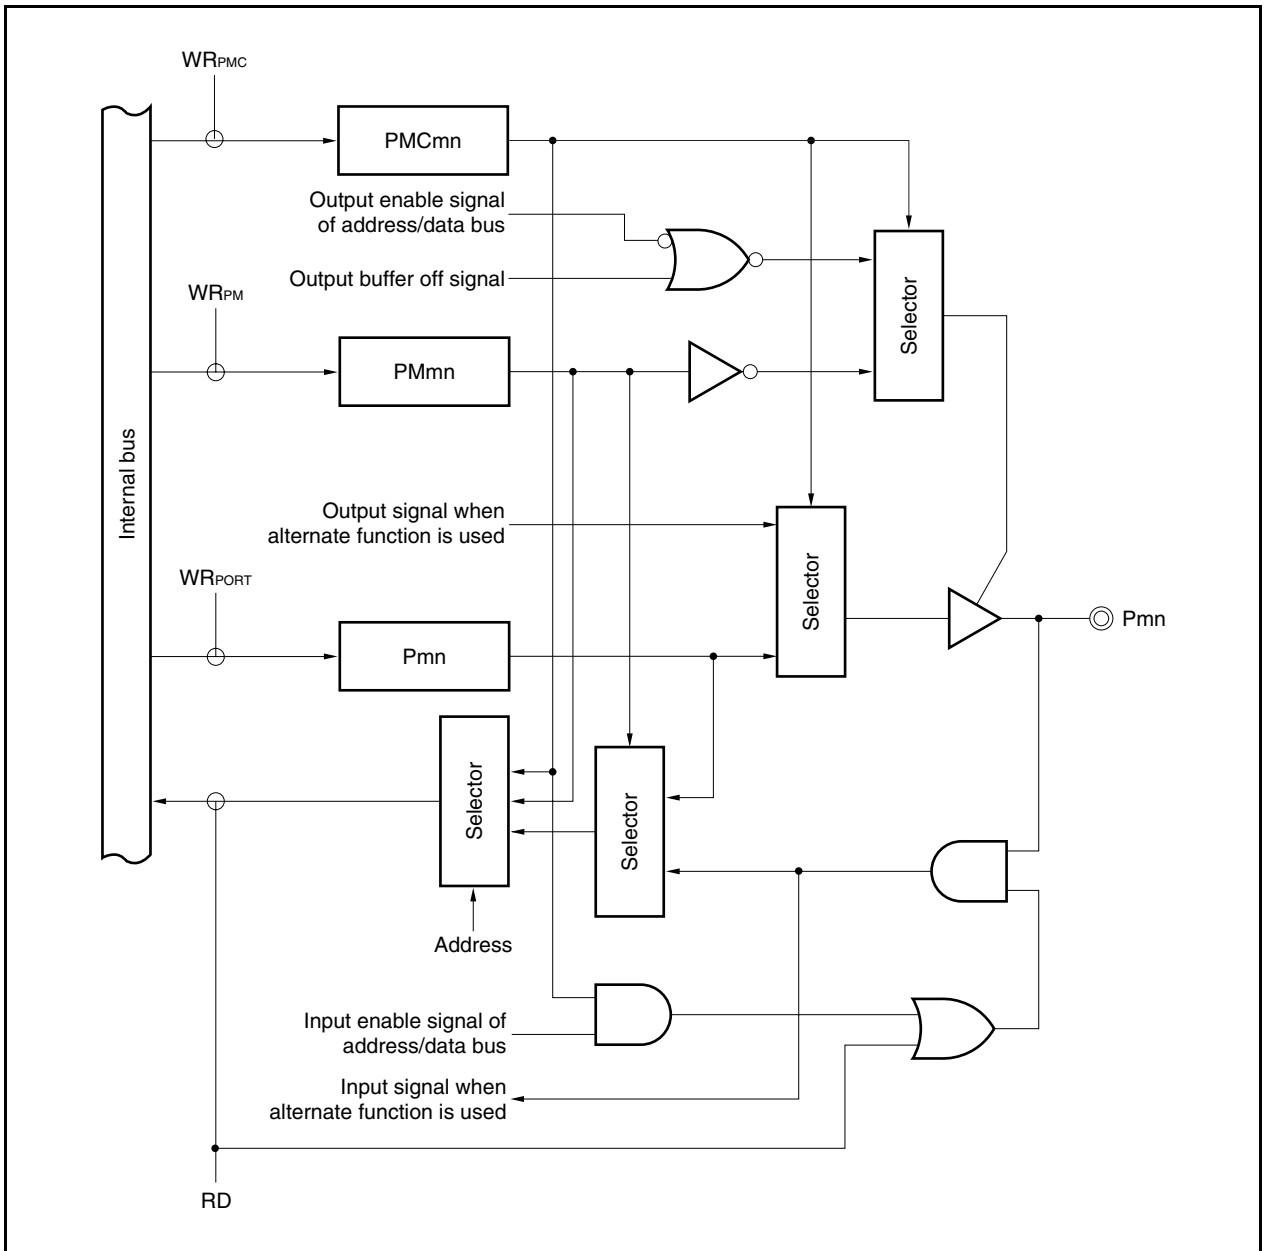 WRPMC
PMCmn
Output enable signal
of address/data bus
Output buffer off signal
Selector
WRPM
PMmn
Internal bus
Output signal when
alternate function is used
Selector
WRPORT
Pmn
Pmn
Selector
Selector
Address
Input enable signal of
address/data bus
Input signal when
alternate function is used
RD